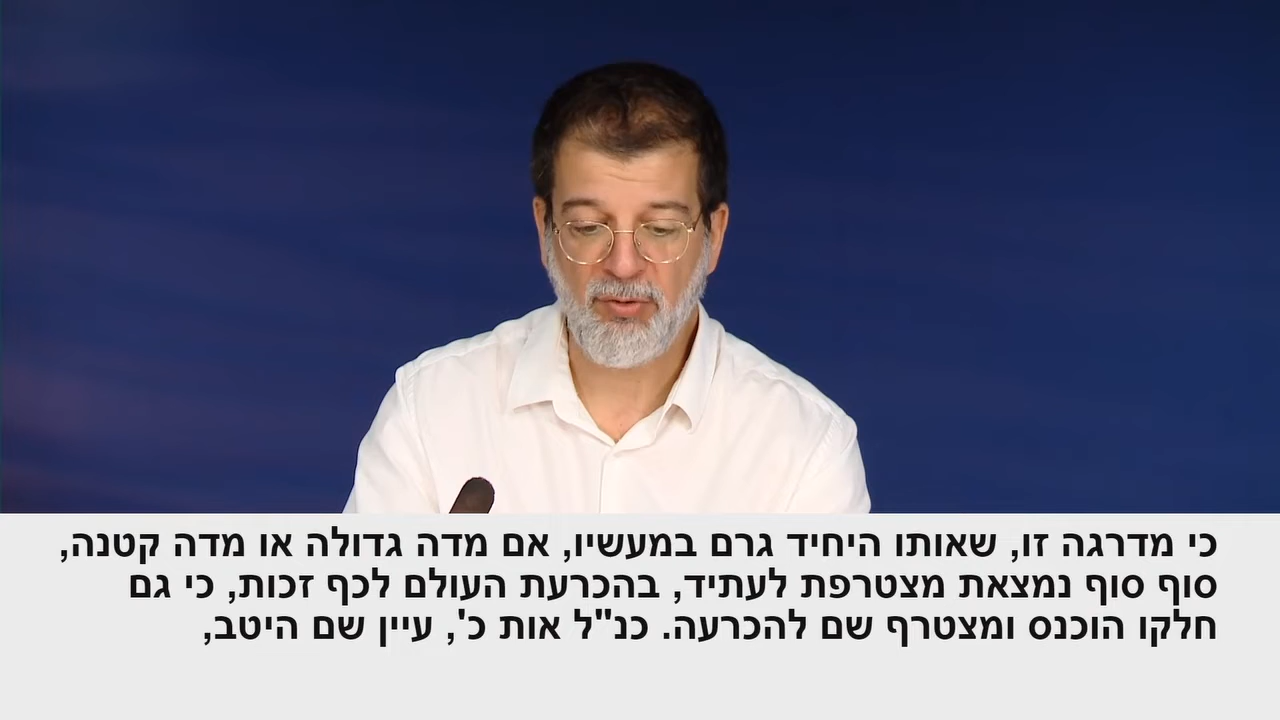 כי מדרגה זו, שאותו היחיד גרם במעשיו, אם מדה גדולה או מדה קטנה,
סוף סוף נמצאת מצטרפת לעתיד, בהכרעת העולם לכף זכות, כי גם
חלקו הוכנס ומצטרף שם להכרעה. כנ"ל אות כ', עיין שם היטב,